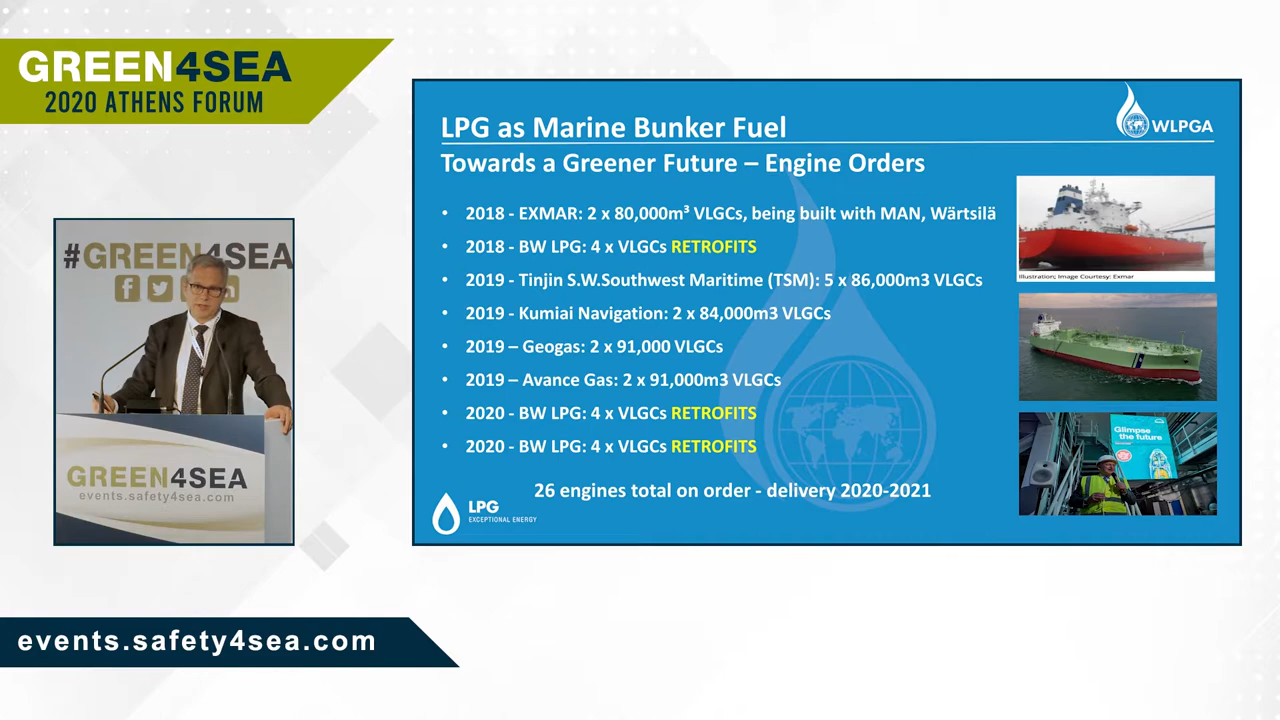 GREEN4SEA
2020 ATHENS FORUM
#GREEN4SEA
GREEN4SEA
events.safety4sea.com
LPG as Marine Bunker Fuel
WLPGA
Towards a Greener Future – Engine Orders
• 2018 - EXMAR: 2 x 80,000m³ VLGCs, being built with MAN, Wärtsilä
• 2018 - BW LPG: 4 x VLGCs RETROFITS
• 2019 - Tinjin S.W.Southwest Maritime (TSM): 5 x 86,000m3 VLGCs
• 2019 - Kumiai Navigation: 2 x 84,000m3 VLGCs
• 2019 – Geogas: 2 x 91,000 VLGCs
• 2019 – Avance Gas: 2 x 91,000m3 VLGCs
• 2020 - BW LPG: 4 x VLGCs RETROFITS
• 2020 - BW LPG: 4 x VLGCs RETROFITS
26 engines total on order - delivery 2020-2021
LPG
EXCEPTIONAL ENERGY
Illustration; Image Courtesy: Exmar
Glimpse
the future
events.safety4sea.com